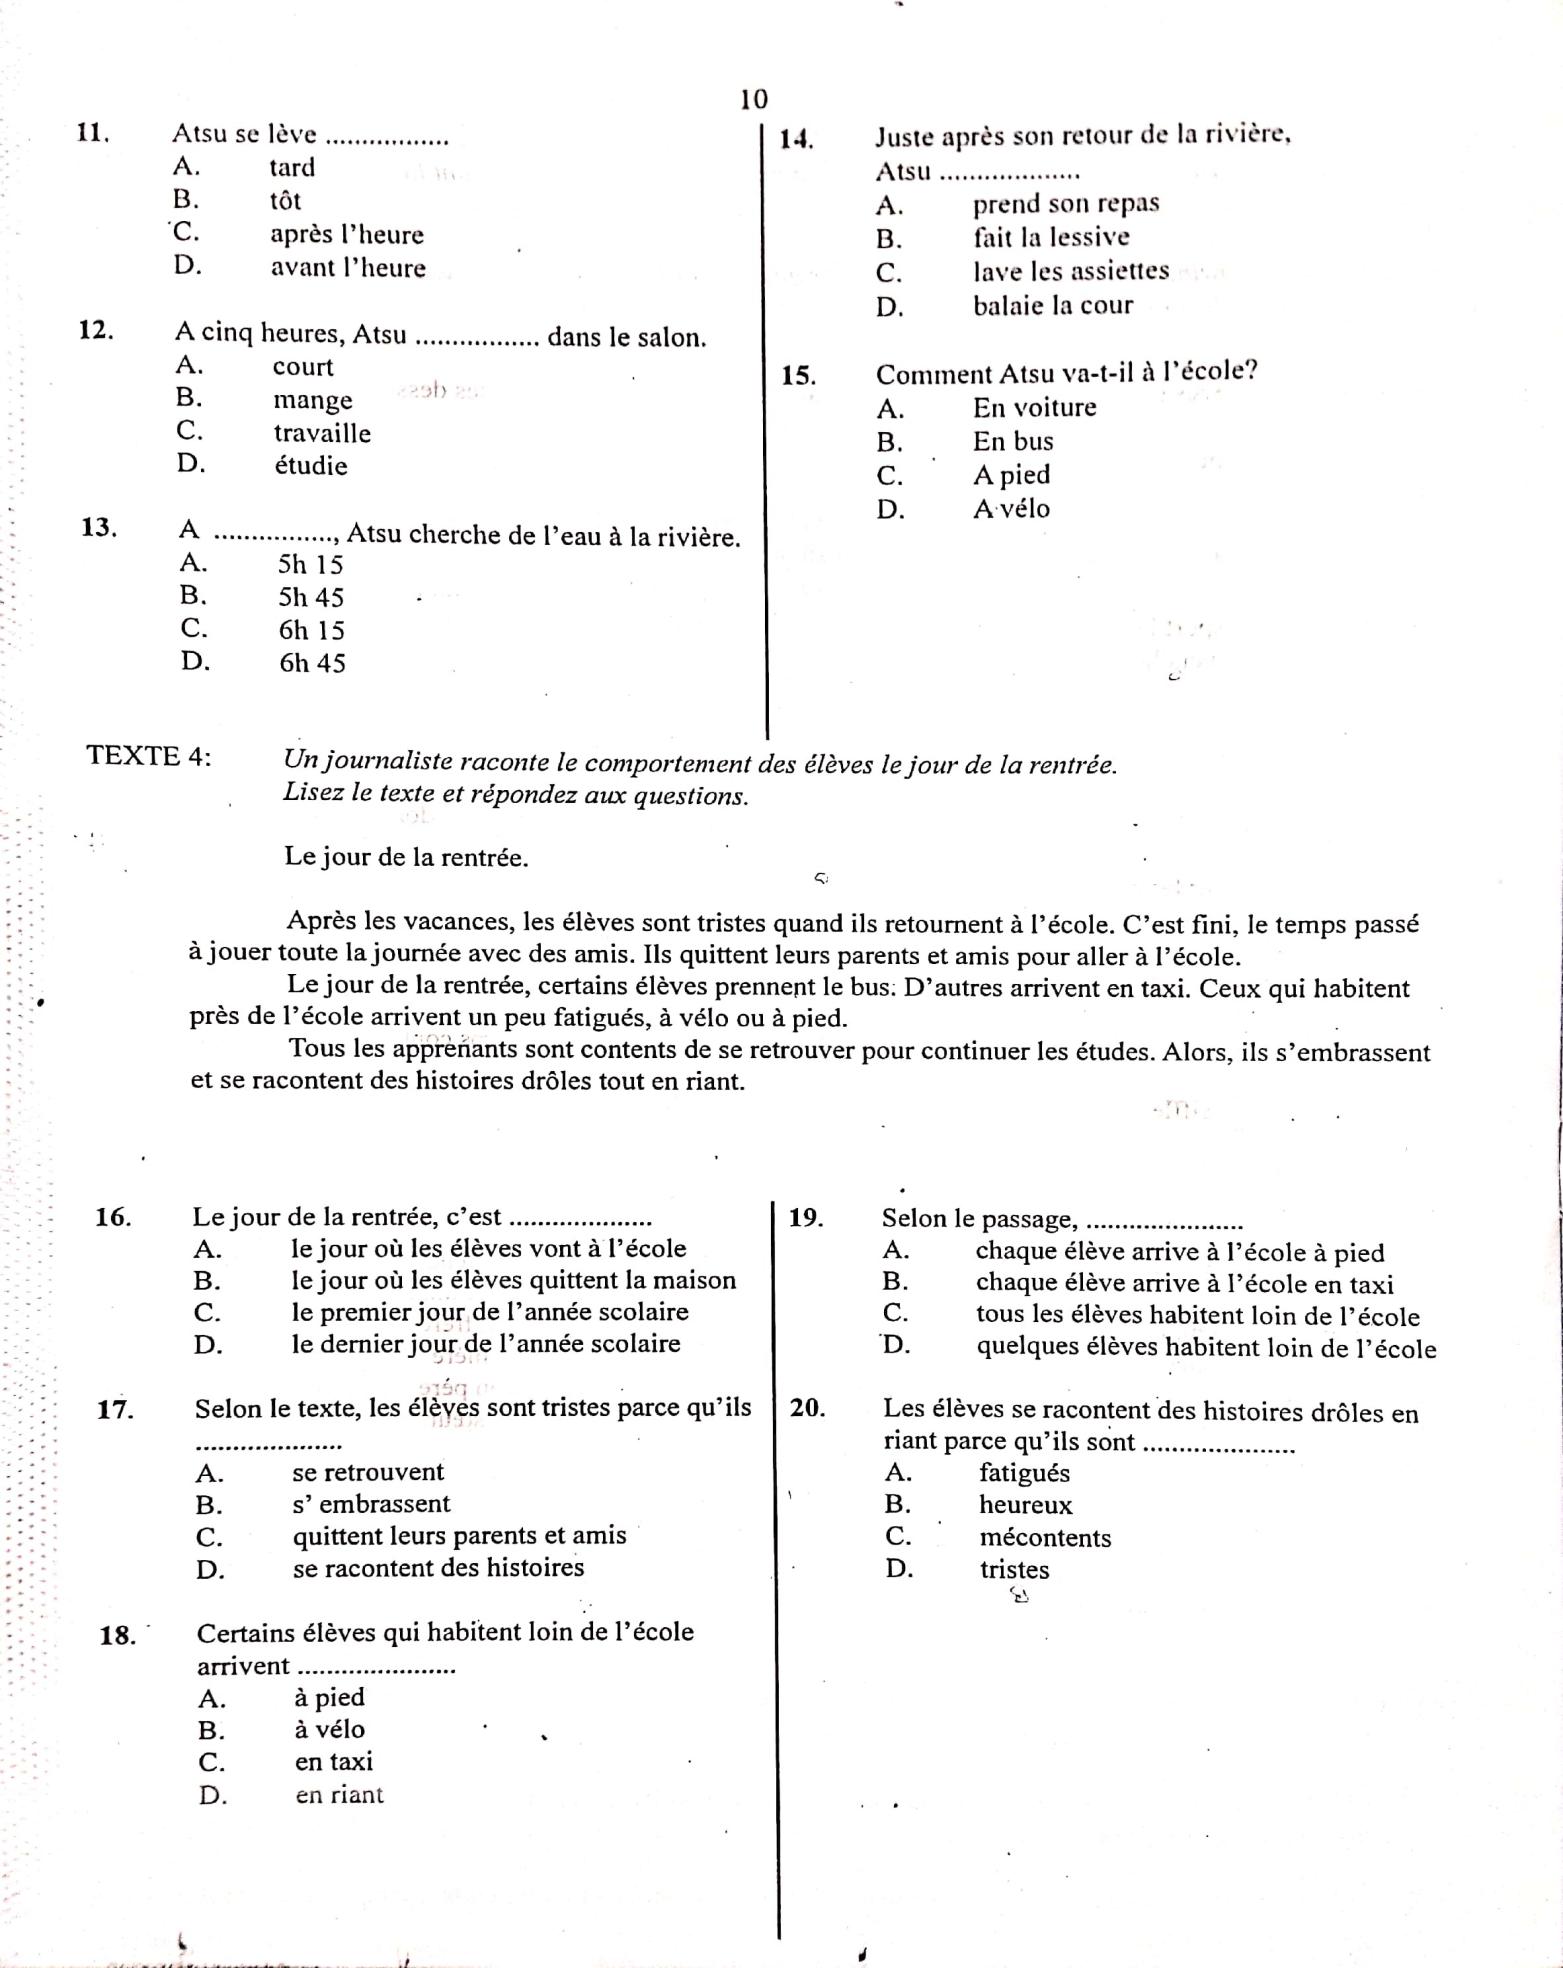 10
11. Atsu se lève .................
A. tard
B. tôt
C. après l'heure
D. avant l'heure
12. A cinq heures, Atsu ................. dans le salon.
A. court
B. mange
C. travaille
D. étudie
13. A ................, Atsu cherche de l'eau à la rivière.
A. 5h 15
B. 5h 45
C. 6h 15
D. 6h 45
14. Juste après son retour de la rivière,
Atsu ...................
A. prend son repas
B. fait la lessive
C. lave les assiettes
D. balaie la cour
15. Comment Atsu va-t-il à l'école?
A. En voiture
B. En bus
C. A pied
D. A vélo
TEXTE 4: Un journaliste raconte le comportement des élèves le jour de la rentrée.
Lisez le texte et répondez aux questions.
Le jour de la rentrée.
Après les vacances, les élèves sont tristes quand ils retournent à l'école. C'est fini, le temps passé
à jouer toute la journée avec des amis. Ils quittent leurs parents et amis pour aller à l'école.
Le jour de la rentrée, certains élèves prennent le bus. D'autres arrivent en taxi. Ceux qui habitent
près de l'école arrivent un peu fatigués, à vélo ou à pied.
Tous les apprenants sont contents de se retrouver pour continuer les études. Alors, ils s'embrassent
et se racontent des histoires drôles tout en riant.
16. Le jour de la rentrée, c'est ...................
A. le jour où les élèves vont à l'école
B. le jour où les élèves quittent la maison
C. le premier jour de l'année scolaire
D. le dernier jour de l'année scolaire
17. Selon le texte, les élèves sont tristes parce qu'ils
....................
A. se retrouvent
B. s' embrassent
C. quittent leurs parents et amis
D. se racontent des histoires
18. Certains élèves qui habitent loin de l'école
arrivent .....................
A. à pied
B. à vélo
C. en taxi
D. en riant
19. Selon le passage, .....................
A. chaque élève arrive à l'école à pied
B. chaque élève arrive à l'école en taxi
C. tous les élèves habitent loin de l'école
D. quelques élèves habitent loin de l'école
20. Les élèves se racontent des histoires drôles en
riant parce qu'ils sont ....................
A. fatigués
B. heureux
C. mécontents
D. tristes